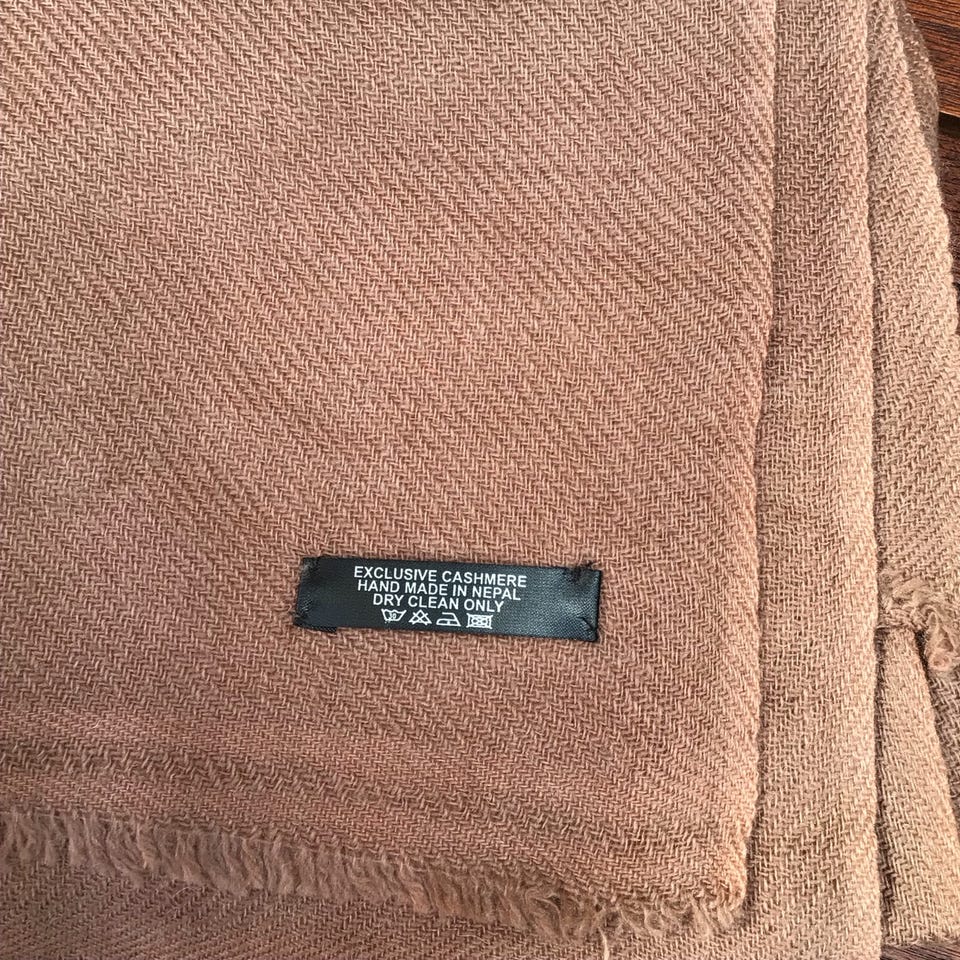 EXCLUSIVE CASHMERE
HAND MADE IN NEPAL
DRY CLEAN ONLY